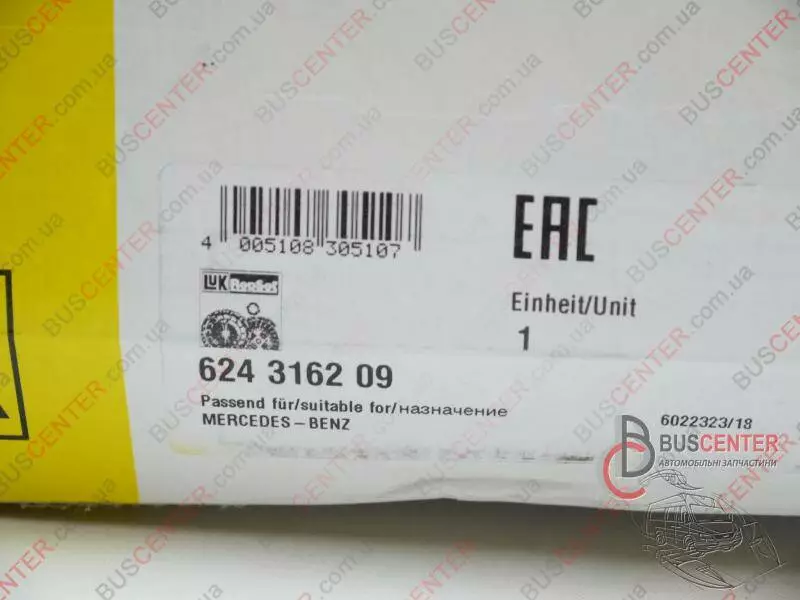 4 005108 305107
EAC
LUK RepSet
Einheit/Unit
1
624 3162 09
Passend für/suitable for/назначение
MERCEDES-BENZ
6022323/18
BUSCENTER
АВТОМОБІЛЬНІ ЗАПЧАСТИНИ
BUSCENTER.com.ua